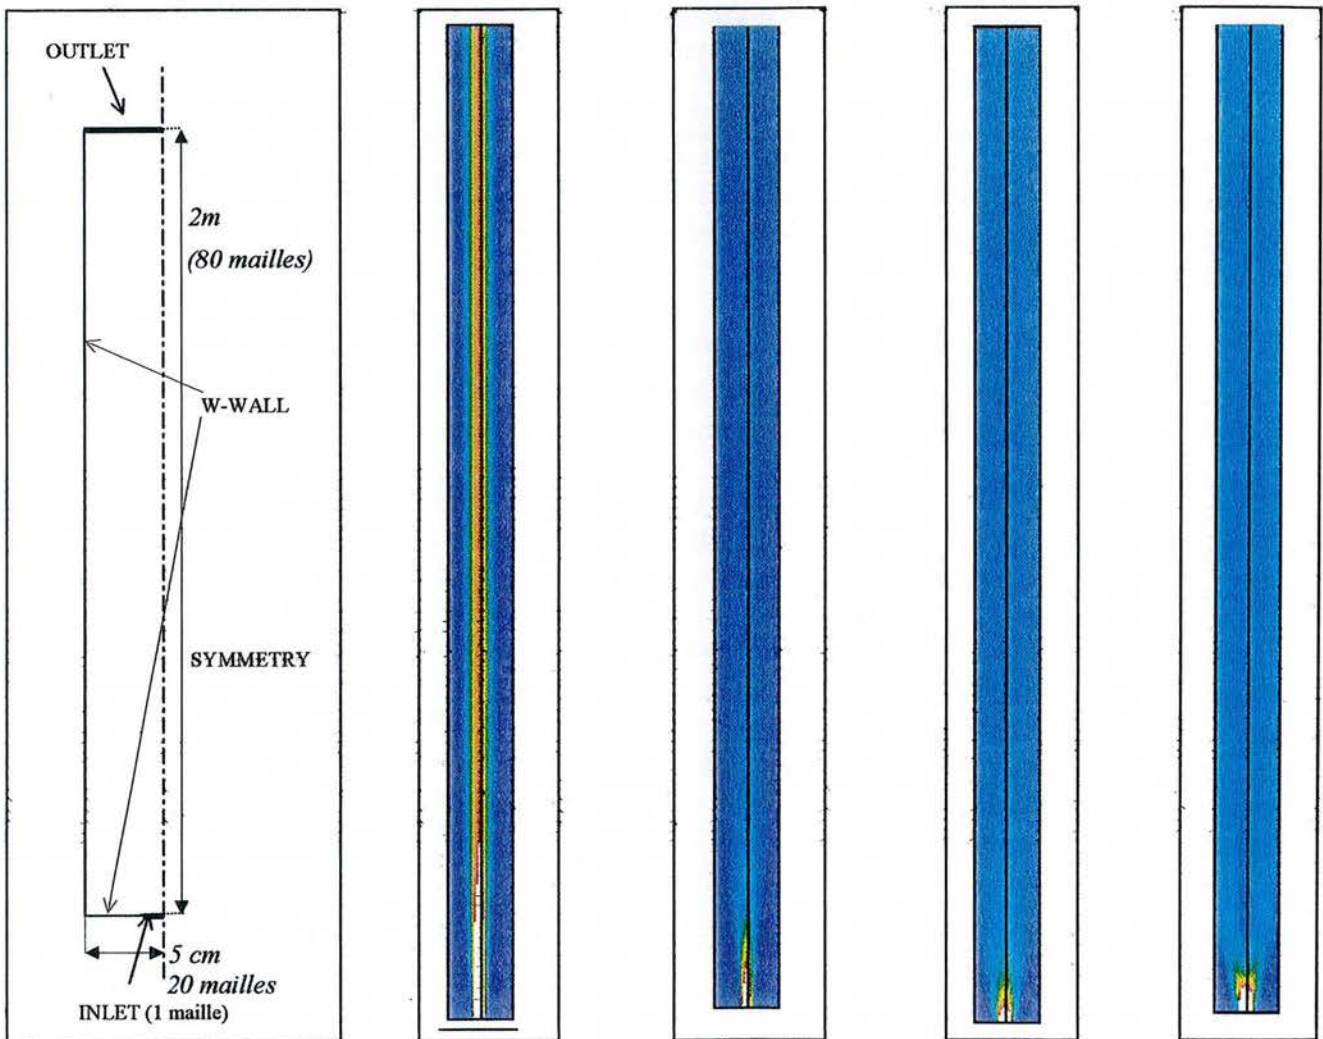 OUTLET
2m
(80 mailles)
W-WALL
SYMMETRY
5 cm
20 mailles
INLET (1 maille)